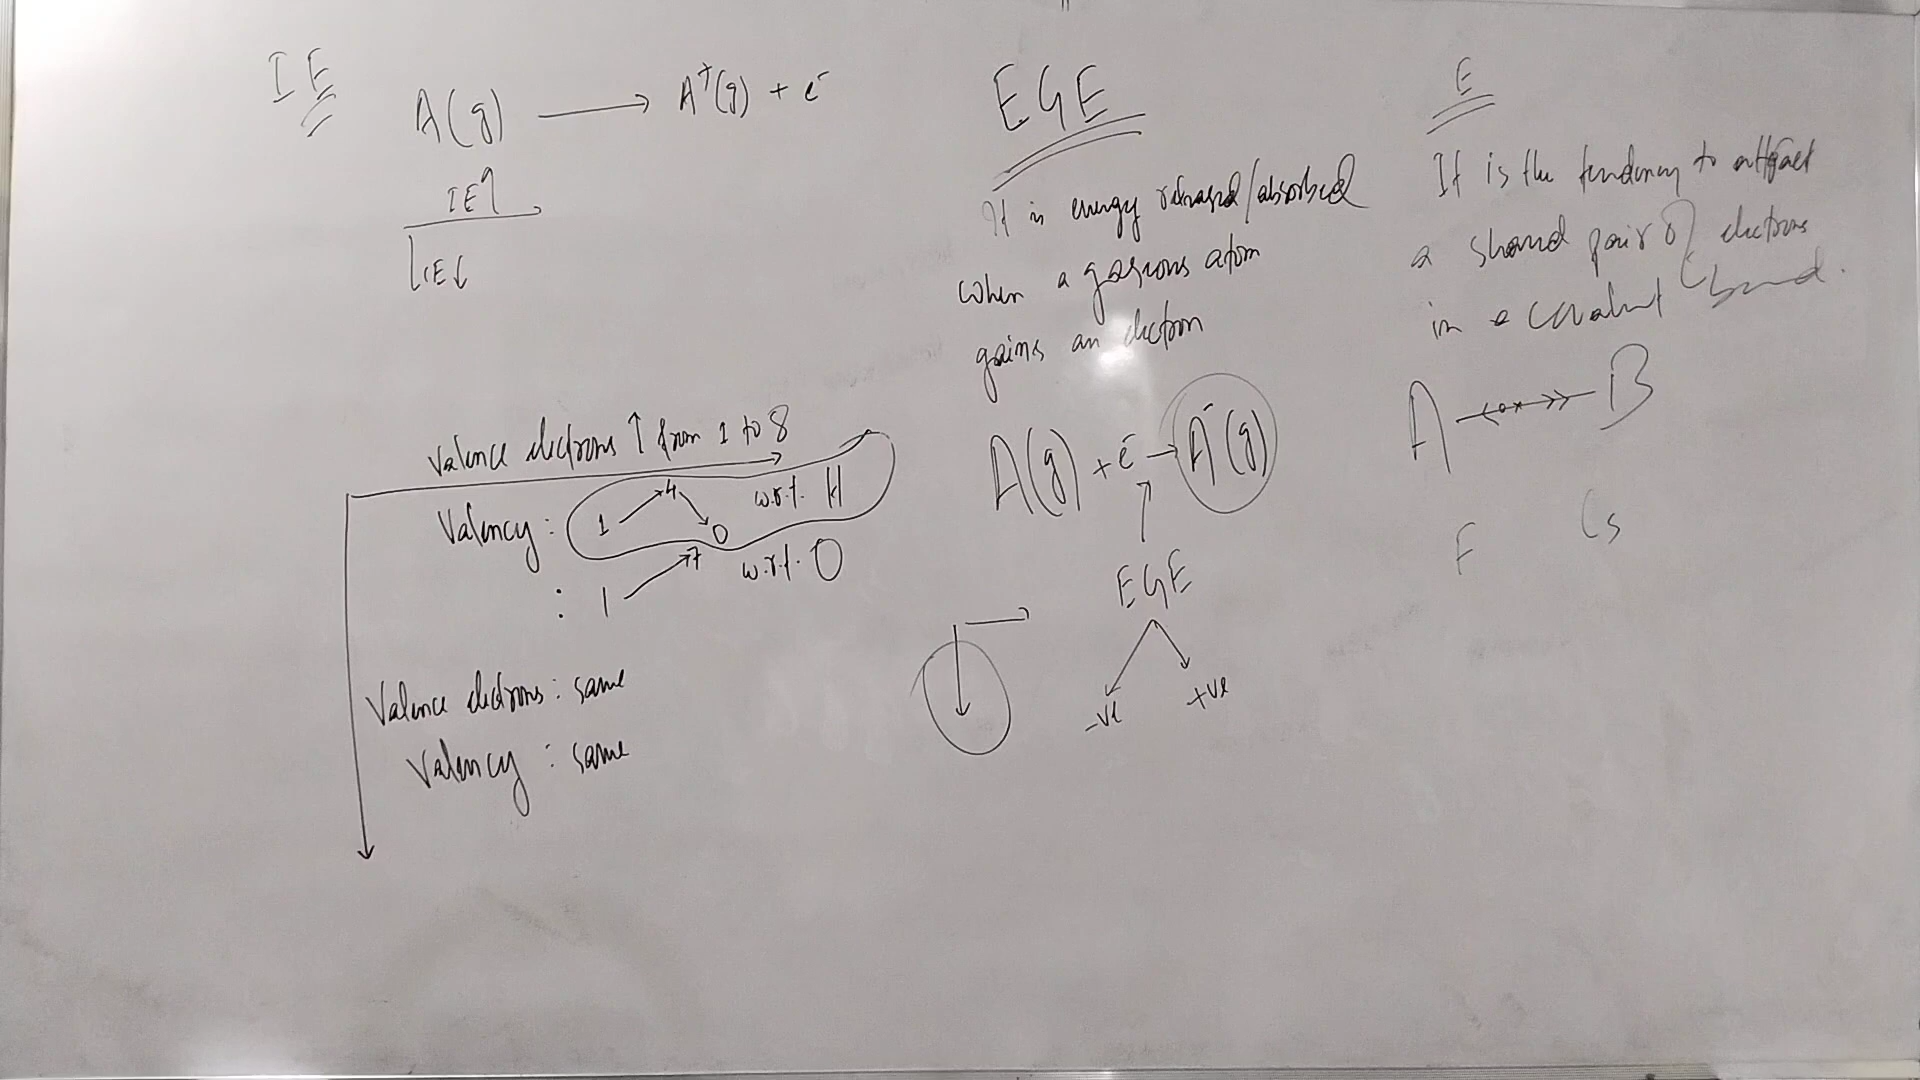 IE
A(g) → A⁺(g) + e⁻
IE↑
IE↓
Valence electrons ↑ from 1 to 8
Valency : 1 → 4 → 0 w.r.t. H
: 1 → 7 w.r.t. O
Valence electrons : same
Valency : same
EGE
It is energy released/absorbed
when a gaseous atom
gains an electron
A(g) + e⁻ → A⁻(g)
EGE
-ve +ve
E
It is the tendency to attract
a shared pair of electrons
in a covalent bond.
A B
F Cs